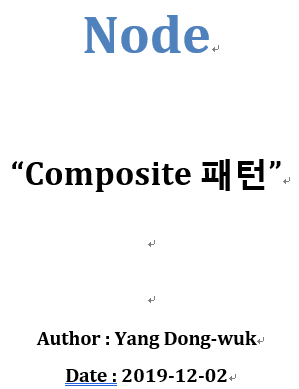 Node
“Composite 패턴”
Author : Yang Dong-wuk
Date : 2019-12-02